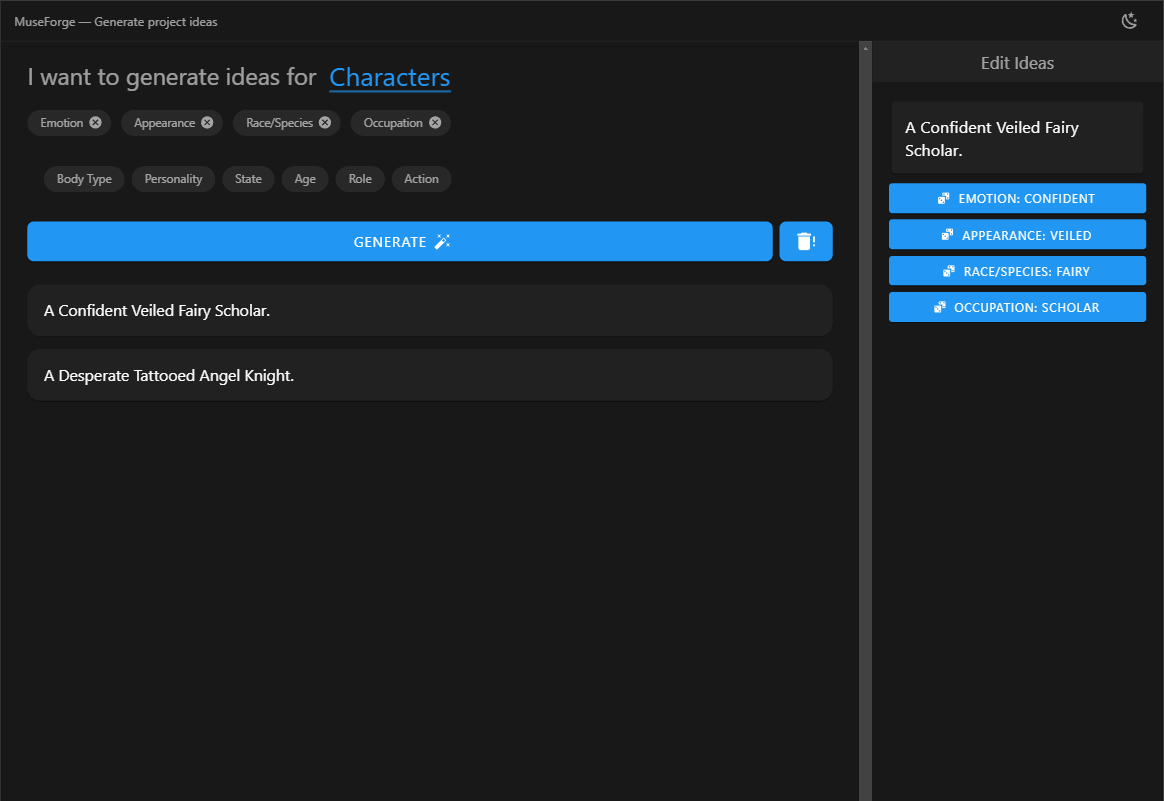 MuseForge — Generate project ideas
I want to generate ideas for Characters
Emotion Appearance Race/Species Occupation
Body Type Personality State Age Role Action
GENERATE
A Confident Veiled Fairy Scholar.
A Desperate Tattooed Angel Knight.
Edit Ideas
A Confident Veiled Fairy
Scholar.
EMOTION: CONFIDENT
APPEARANCE: VEILED
RACE/SPECIES: FAIRY
OCCUPATION: SCHOLAR